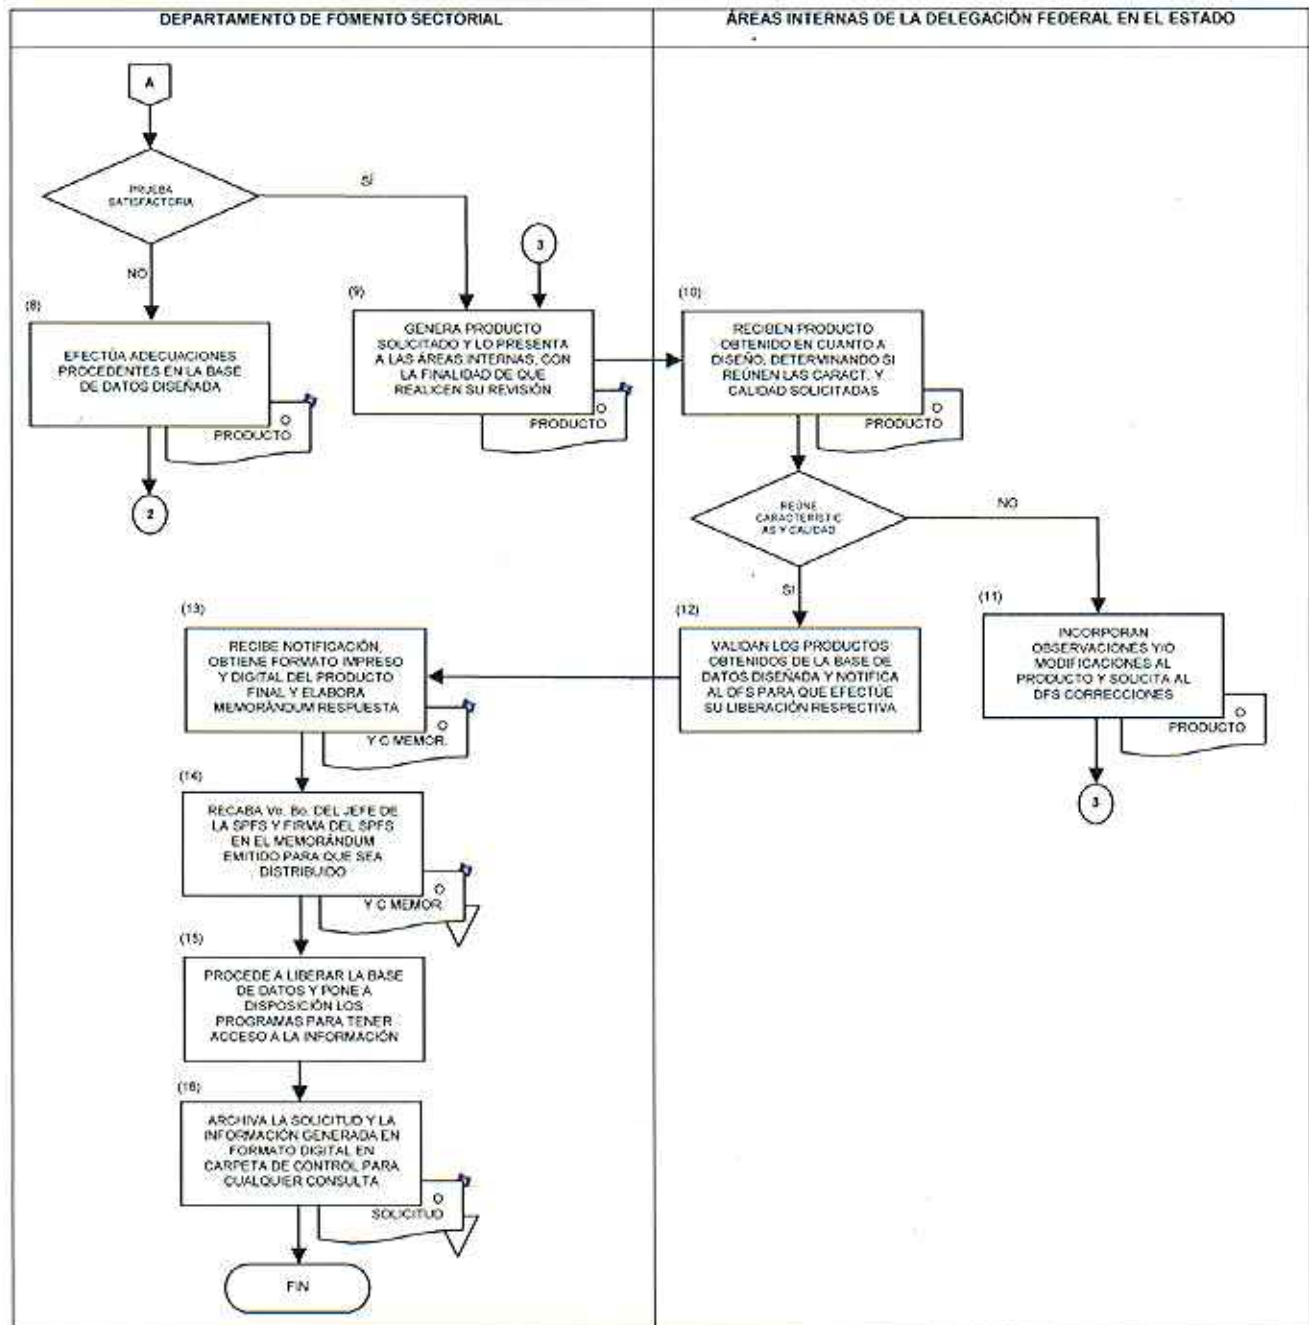 DEPARTAMENTO DE FOMENTO SECTORIAL
ÁREAS INTERNAS DE LA DELEGACIÓN FEDERAL EN EL ESTADO
A
PRUEBA
SATISFACTORIA
SÍ
NO
3
(8)
EFECTÚA ADECUACIONES
PROCEDENTES EN LA BASE
DE DATOS DISEÑADA
O
PRODUCTO
2
(9)
GENERA PRODUCTO
SOLICITADO Y LO PRESENTA
A LAS ÁREAS INTERNAS, CON
LA FINALIDAD DE QUE
REALICEN SU REVISIÓN
O
PRODUCTO
(10)
RECIBEN PRODUCTO
OBTENIDO EN CUANTO A
DISEÑO, DETERMINANDO SI
REÚNEN LAS CARACT. Y
CALIDAD SOLICITADAS
O
PRODUCTO
REÚNE
CARACTERÍSTIC
AS Y CALIDAD
NO
SI
(11)
INCORPORAN
OBSERVACIONES Y/O
MODIFICACIONES AL
PRODUCTO Y SOLICITA AL
DFS CORRECCIONES
O
PRODUCTO
3
(12)
VALIDAN LOS PRODUCTOS
OBTENIDOS DE LA BASE DE
DATOS DISEÑADA Y NOTIFICA
AL DFS PARA QUE EFECTÚE
SU LIBERACIÓN RESPECTIVA
(13)
RECIBE NOTIFICACIÓN,
OBTIENE FORMATO IMPRESO
Y DIGITAL DEL PRODUCTO
FINAL Y ELABORA
MEMORÁNDUM RESPUESTA
O
Y C MEMOR.
(14)
RECABA Vo. Bo. DEL JEFE DE
LA SPFS Y FIRMA DEL SPFS
EN EL MEMORÁNDUM
EMITIDO PARA QUE SEA
DISTRIBUIDO
O
Y C MEMOR.
(15)
PROCEDE A LIBERAR LA BASE
DE DATOS Y PONE A
DISPOSICIÓN LOS
PROGRAMAS PARA TENER
ACCESO A LA INFORMACIÓN
(16)
ARCHIVA LA SOLICITUD Y LA
INFORMACIÓN GENERADA EN
FORMATO DIGITAL EN
CARPETA DE CONTROL PARA
CUALQUIER CONSULTA
O
SOLICITUD
FIN